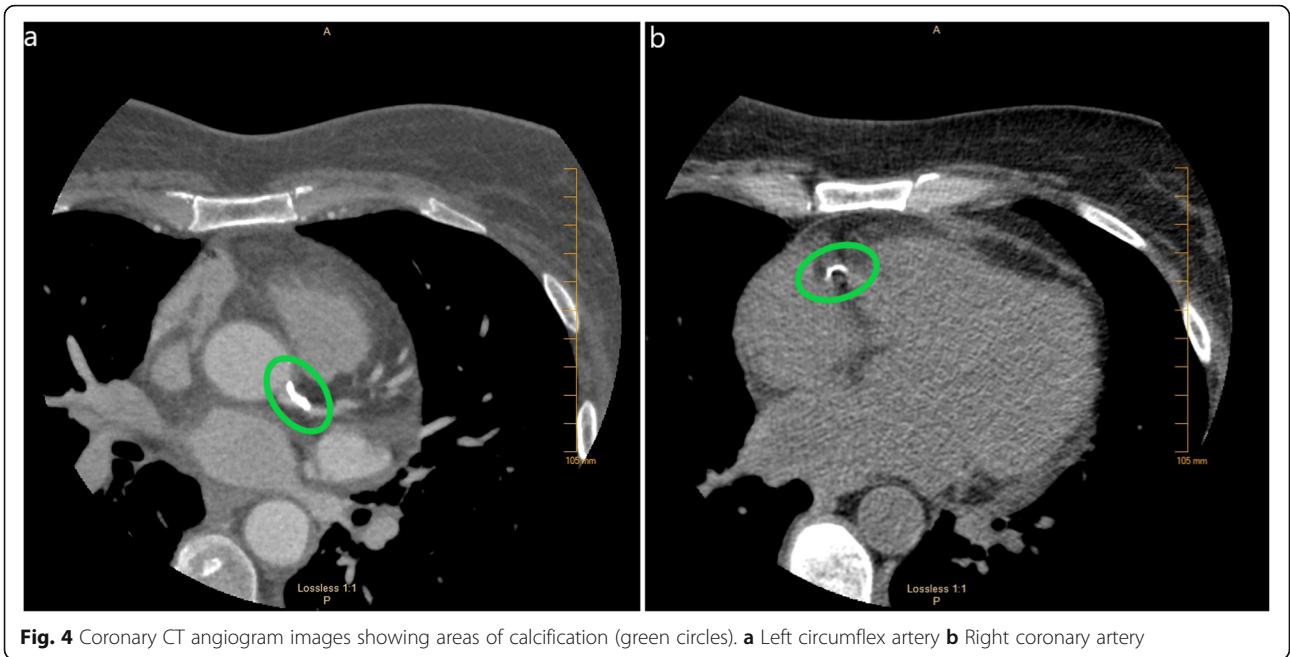 a
A
105 mm
Lossless 1:1
P
b
A
105 mm
Lossless 1:1
P
Fig. 4 Coronary CT angiogram images showing areas of calcification (green circles). a Left circumflex artery b Right coronary artery